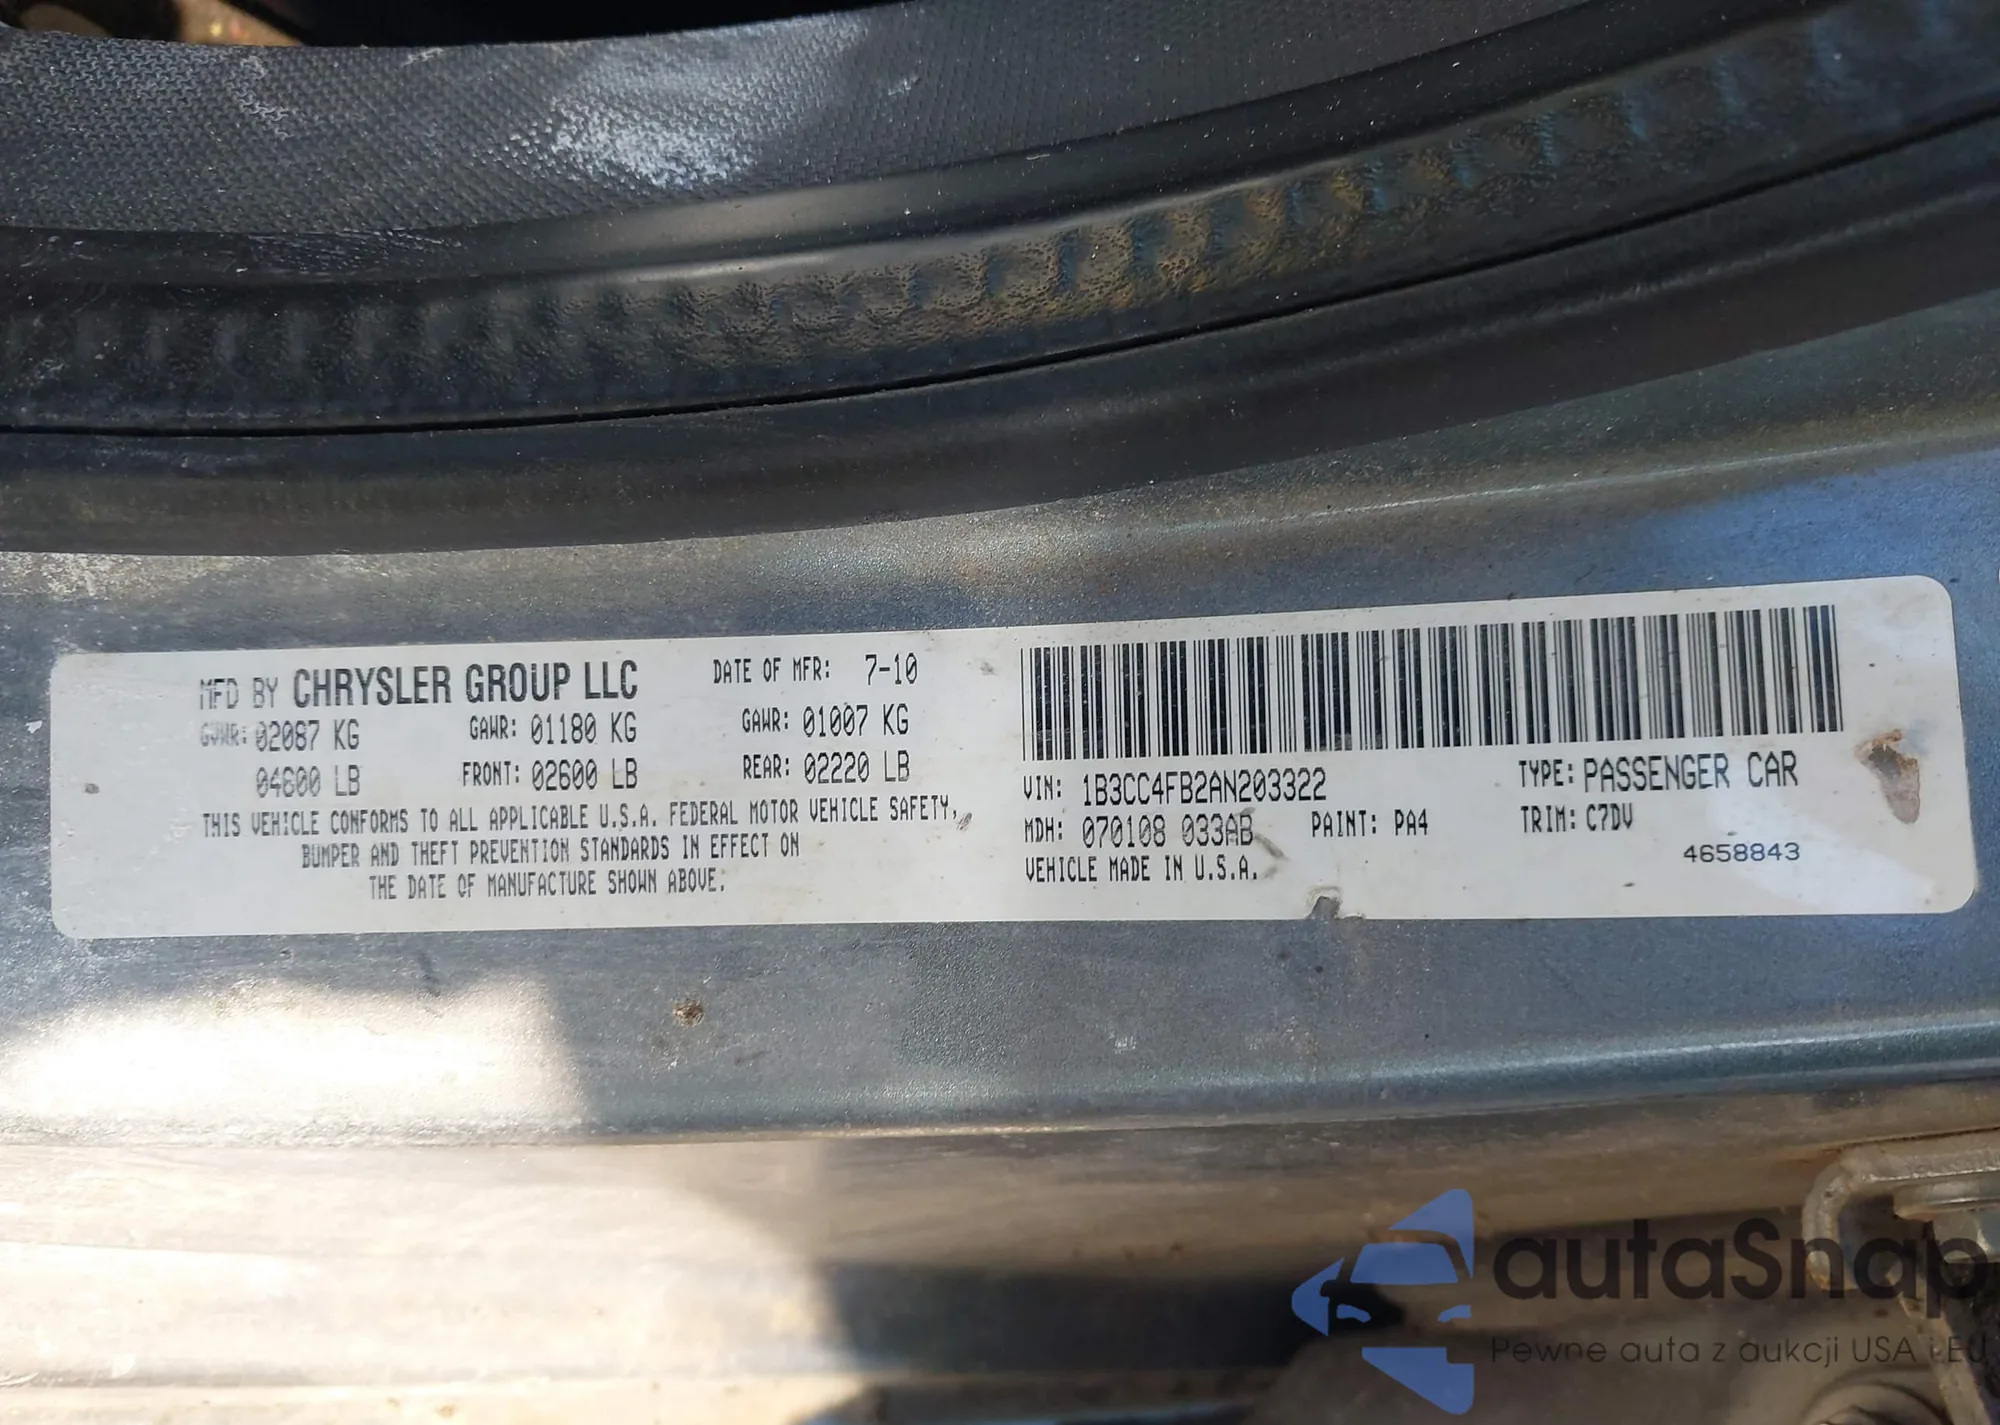 MFD BY CHRYSLER GROUP LLC DATE OF MFR: 7-10
GVWR: 02087 KG GAWR: 01180 KG GAWR: 01007 KG
04600 LB FRONT: 02600 LB REAR: 02220 LB
THIS VEHICLE CONFORMS TO ALL APPLICABLE U.S.A. FEDERAL MOTOR VEHICLE SAFETY,
BUMPER AND THEFT PREVENTION STANDARDS IN EFFECT ON
THE DATE OF MANUFACTURE SHOWN ABOVE.
VIN: 1B3CC4FB2AN203322 TYPE: PASSENGER CAR
MDH: 070108 033AB PAINT: PA4 TRIM: C7DV
VEHICLE MADE IN U.S.A. 4658843
autaSnap
Pewne auta z aukcji USA i EU